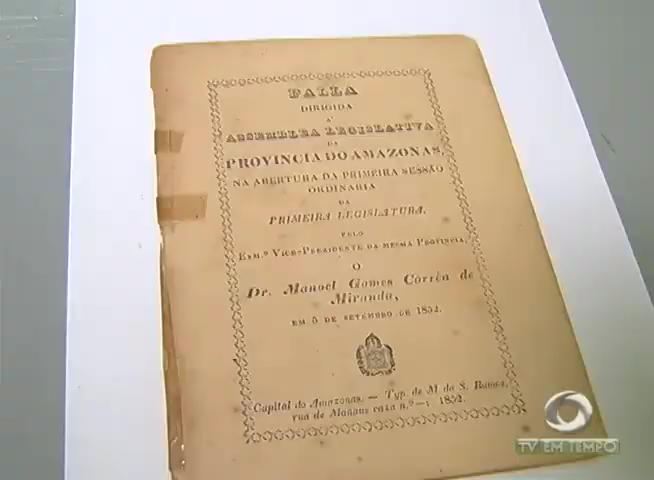 FALLA
DIRIGIDA
A'
ASSEMBLEA LEGISLATIVA
DA
PROVINCIA DO AMAZONAS,
NA ABERTURA DA PRIMEIRA SESSÃO
ORDINARIA
DA
PRIMEIRA LEGISLATURA,
PELO
EXM.º VICE-PRESIDENTE DA MESMA PROVINCIA,
O
Dr. Manoel Gomes Corrêa de
Miranda,
EM 5 DE SETEMBRO DE 1852.
Capital do Amazonas. — Typ. de M. da S. Ramos,
rua de Manaus casa n.º —: 1852.
TV EM TEMPO